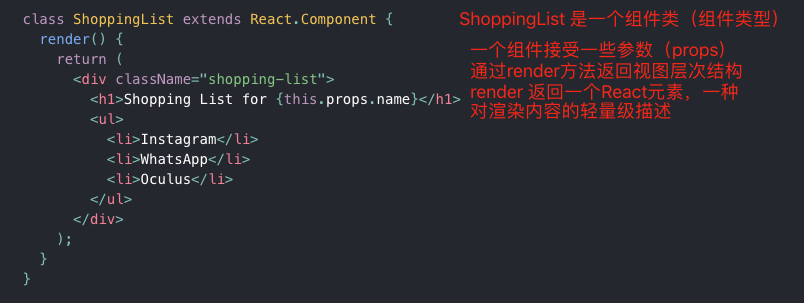 class ShoppingList extends React.Component {
ShoppingList 是一个组件类（组件类型）
render() {
一个组件接受一些参数（props）
return (
通过render方法返回视图层次结构
<div className="shopping-list">
<h1>Shopping List for {this.props.name}</h1>
render 返回一个React元素，一种
<ul>
对渲染内容的轻量级描述
<li>Instagram</li>
<li>WhatsApp</li>
<li>Oculus</li>
</ul>
</div>
);
}
}